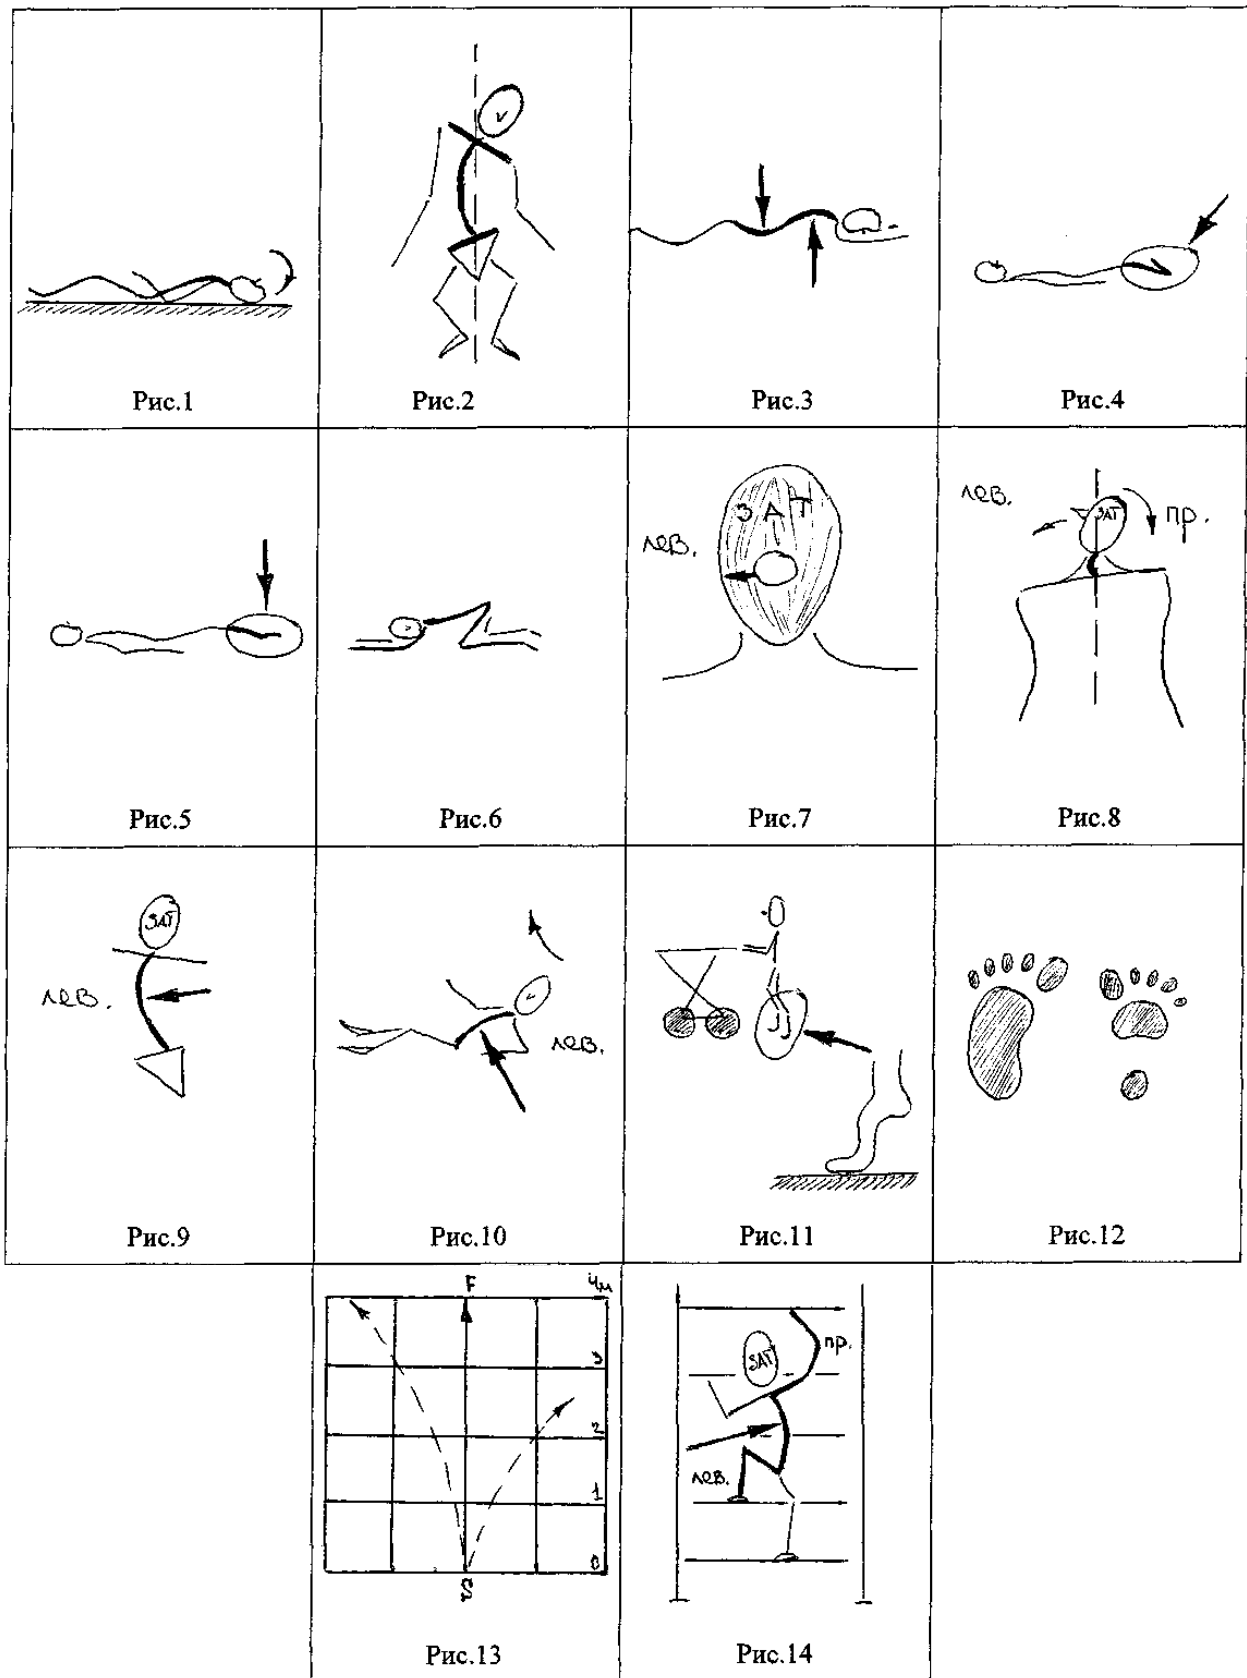 Рис.1
Рис.2
Рис.3
Рис.4
лев.
ЗАТ
лев.
ЗАТ
пр.
Рис.5
Рис.6
Рис.7
Рис.8
ЗАТ
лев.
лев.
Рис.9
Рис.10
Рис.11
Рис.12
F
4м
3
2
1
0
S
ЗАТ
пр.
лев.
Рис.13
Рис.14